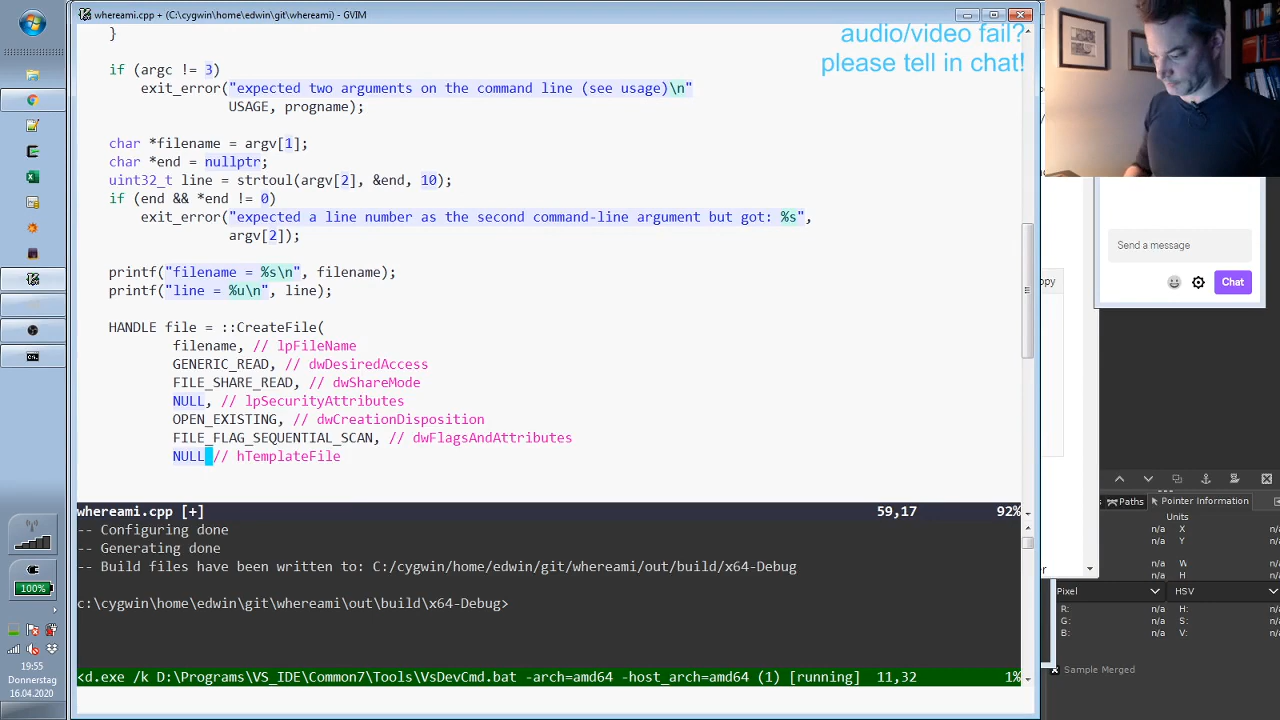 whereami.cpp + (C:\cygwin\home\edwin\git\whereami) - GVIM
audio/video fail?
please tell in chat!
}
if (argc != 3)
exit_error("expected two arguments on the command line (see usage)\n"
USAGE, progname);
char *filename = argv[1];
char *end = nullptr;
uint32_t line = strtoul(argv[2], &end, 10);
if (end && *end != 0)
exit_error("expected a line number as the second command-line argument but got: %s",
argv[2]);
printf("filename = %s\n", filename);
printf("line = %u\n", line);
HANDLE file = ::CreateFile(
filename, // lpFileName
GENERIC_READ, // dwDesiredAccess
FILE_SHARE_READ, // dwShareMode
NULL, // lpSecurityAttributes
OPEN_EXISTING, // dwCreationDisposition
FILE_FLAG_SEQUENTIAL_SCAN, // dwFlagsAndAttributes
NULL // hTemplateFile
whereami.cpp [+] 59,17 92%
-- Configuring done
-- Generating done
-- Build files have been written to: C:/cygwin/home/edwin/git/whereami/out/build/x64-Debug
c:\cygwin\home\edwin\git\whereami\out\build\x64-Debug>
<d.exe /k D:\Programs\VS_IDE\Common7\Tools\VsDevCmd.bat -arch=amd64 -host_arch=amd64 (1) [running] 11,32 1%
Send a message
Chat
opy
Paths
Pointer Information
Units
n/a X n/a
n/a Y n/a
n/a W n/a
n/a H n/a
Pixel HSV
R: n/a H: n/a
G: n/a S: n/a
B: n/a V: n/a
Sample Merged
100%
19:55
Donnerstag
16.04.2020